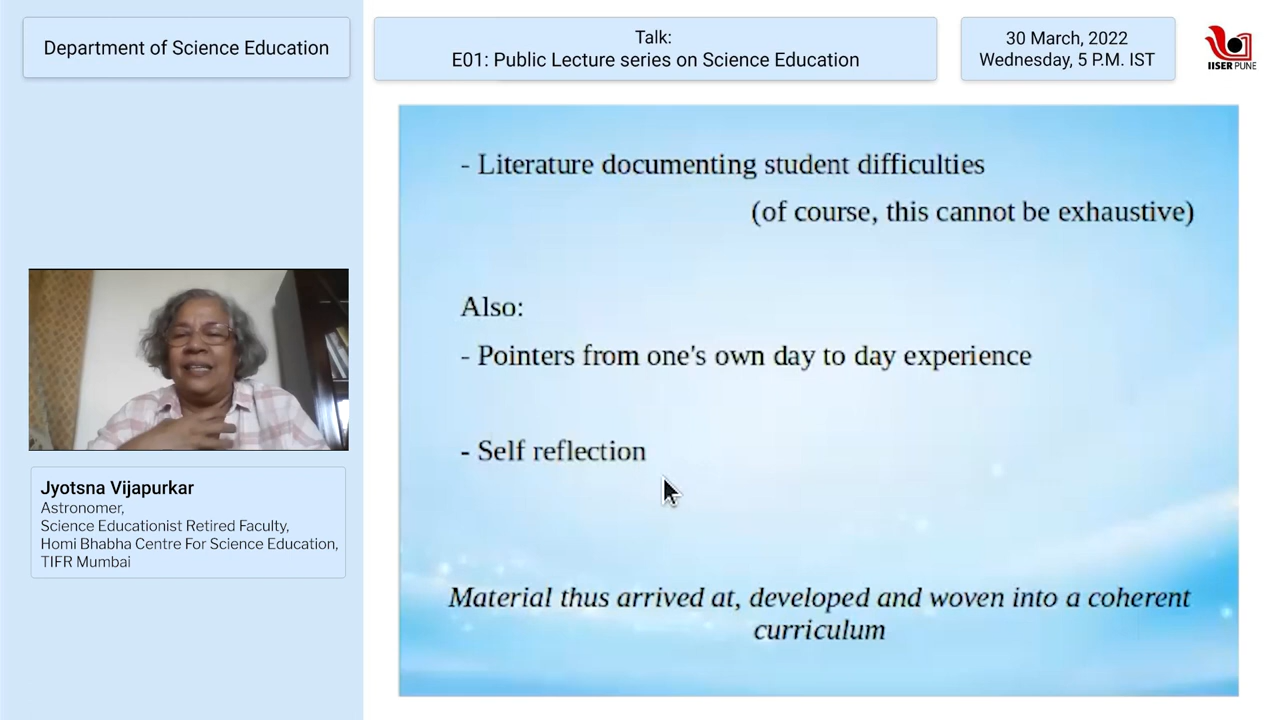 Department of Science Education
Talk:
E01: Public Lecture series on Science Education
30 March, 2022
Wednesday, 5 P.M. IST
IISER PUNE
- Literature documenting student difficulties
(of course, this cannot be exhaustive)
Also:
- Pointers from one's own day to day experience
- Self reflection
Material thus arrived at, developed and woven into a coherent
curriculum
Jyotsna Vijapurkar
Astronomer,
Science Educationist Retired Faculty,
Homi Bhabha Centre For Science Education,
TIFR Mumbai